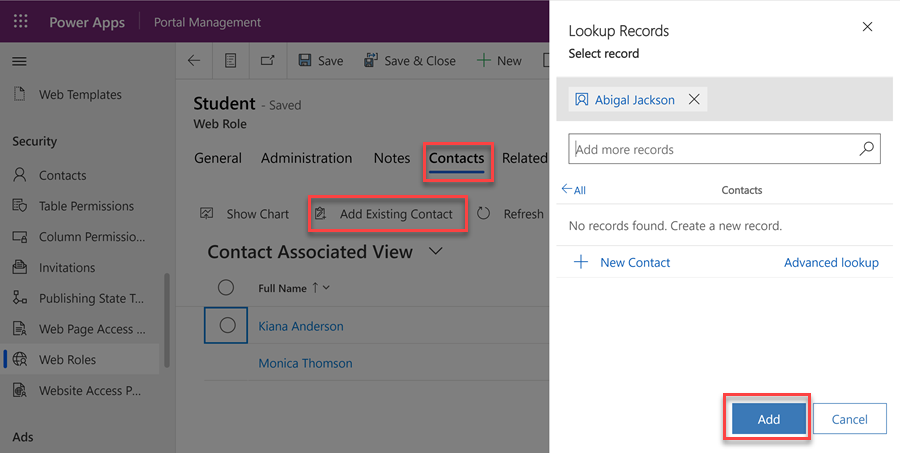 Power Apps
Portal Management
Web Templates
Security
Contacts
Table Permissions
Column Permissio...
Invitations
Publishing State T...
Web Page Access ...
Web Roles
Website Access P...
Ads
Save
Save & Close
New
Student - Saved
Web Role
General
Administration
Notes
Contacts
Related
Show Chart
Add Existing Contact
Refresh
Contact Associated View
Full Name ↑
Kiana Anderson
Monica Thomson
Lookup Records
Select record
Abigal Jackson
Add more records
All
Contacts
No records found. Create a new record.
New Contact
Advanced lookup
Add
Cancel